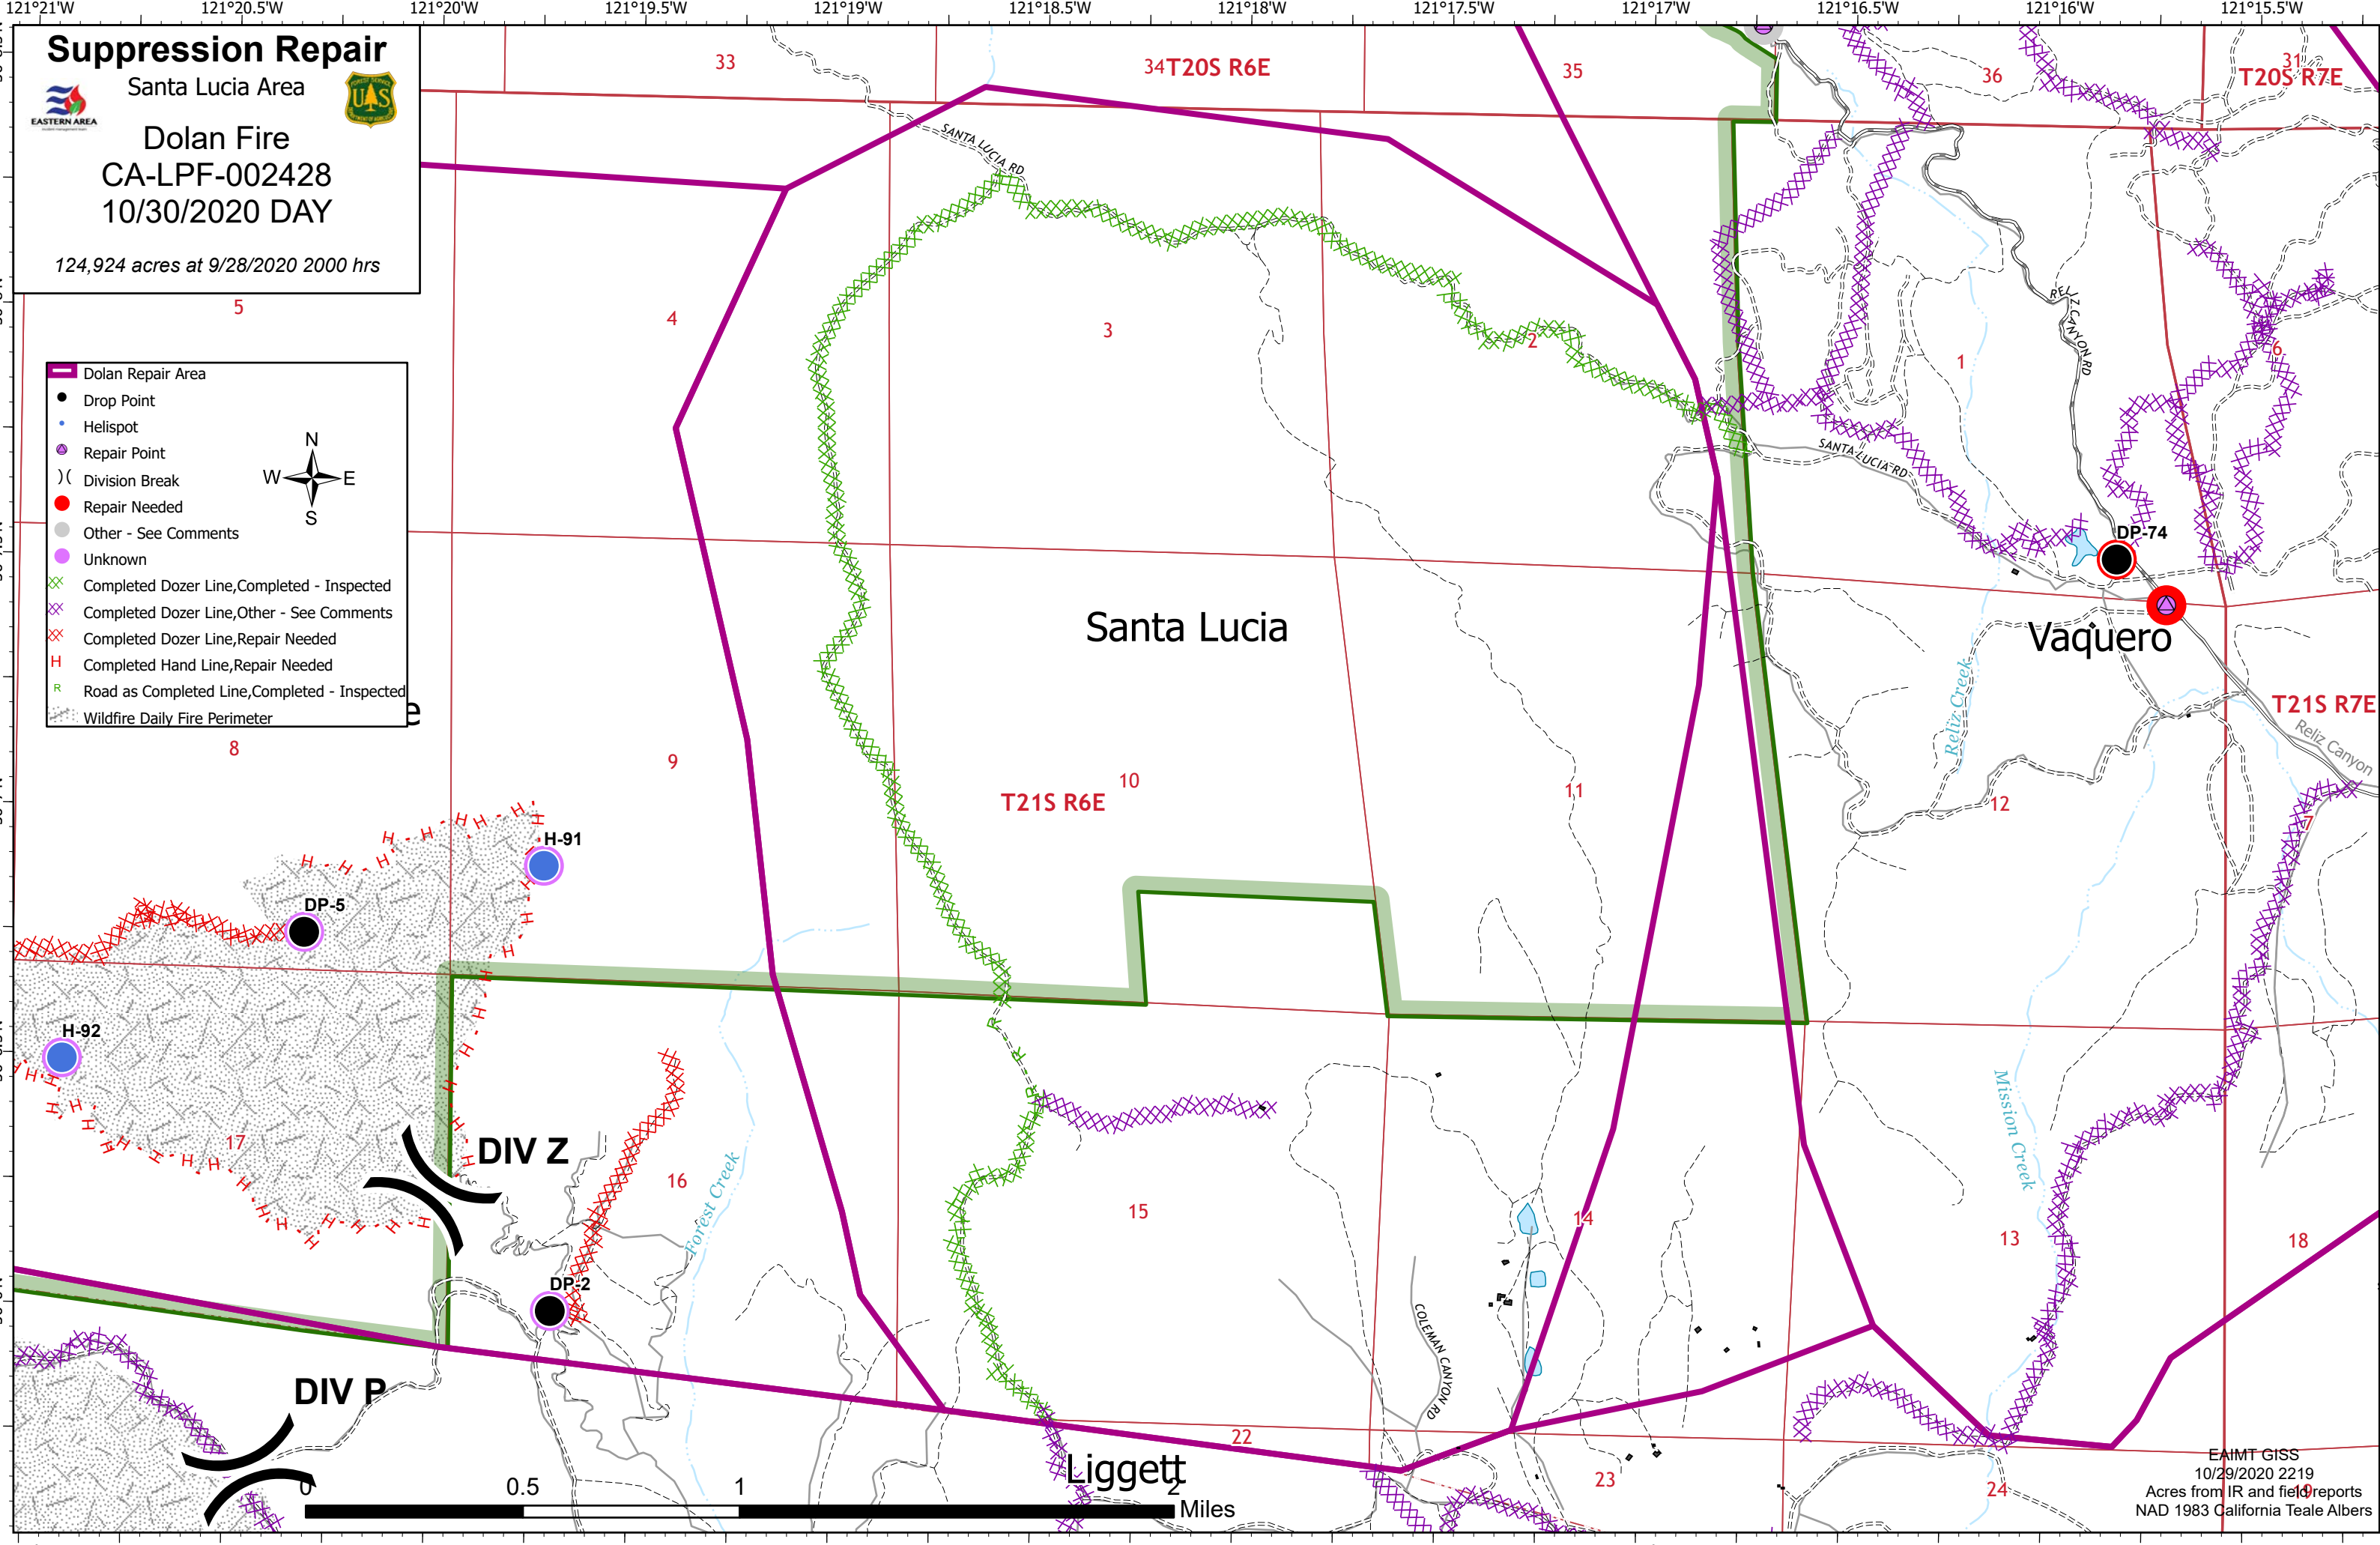 121°21'W 121°20.5'W 121°20'W 121°19.5'W 121°19'W 121°18.5'W 121°18'W 121°17.5'W 121°17'W 121°16.5'W 121°16'W 121°15.5'W
Suppression Repair
Santa Lucia Area
EASTERN AREA
FOREST SERVICE
US
DEPARTMENT OF AGRICULTURE
Dolan Fire
CA-LPF-002428
10/30/2020 DAY
124,924 acres at 9/28/2020 2000 hrs
33
34
T20S R6E
35
36
31
T20S R7E
SANTA LUCIA RD
5
4
3
2
1
6
RELIZ CANYON RD
Dolan Repair Area
Drop Point
Helispot
Repair Point
Division Break
Repair Needed
Other - See Comments
Unknown
Completed Dozer Line,Completed - Inspected
Completed Dozer Line,Other - See Comments
Completed Dozer Line,Repair Needed
H Completed Hand Line,Repair Needed
R Road as Completed Line,Completed - Inspected
Wildfire Daily Fire Perimeter
N
W E
S
e
SANTA LUCIA RD
DP-74
Santa Lucia
Vaquero
Reliz Creek
T21S R7E
Reliz Canyon
8
9
10
T21S R6E
11
12
7
H-91
DP-5
H-92
17
DIV Z
16
Forest Creek
15
14
13
18
Mission Creek
DP-2
COLEMAN CANYON RD
DIV P
22
Liggett
23
24
19
0 0.5 1 2
Miles
EAIMT GISS
10/29/2020 2219
Acres from IR and field reports
NAD 1983 California Teale Albers